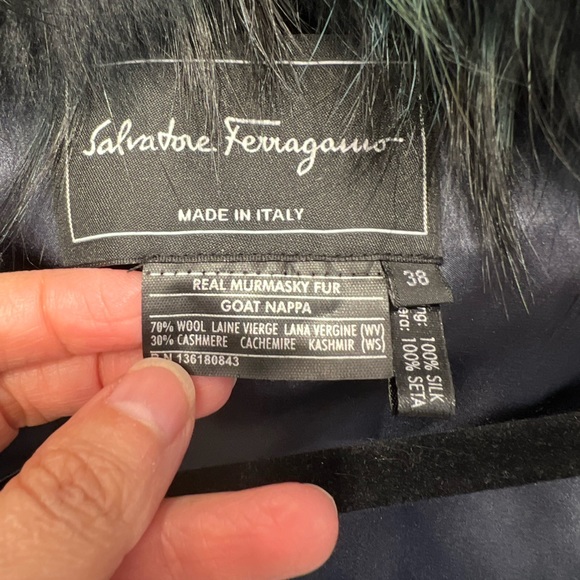 Salvatore Ferragamo
MADE IN ITALY
REAL MURMASKY FUR
GOAT NAPPA
70% WOOL LAINE VIERGE LANA VERGINE (WV)
30% CASHMERE CACHEMIRE KASHMIR (WS)
136180843
38
100% SILK
100% SETA